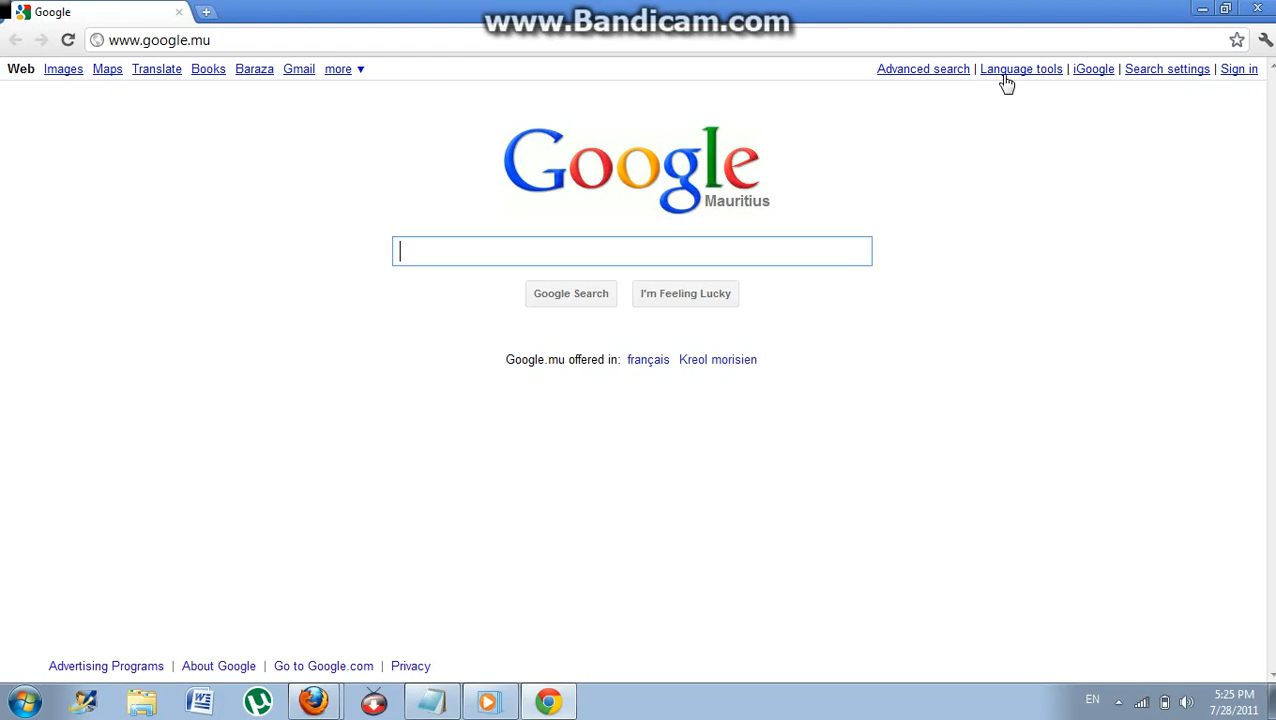 Google
www.Bandicam.com
www.google.mu
Web Images Maps Translate Books Baraza Gmail more ▼
Advanced search | Language tools | iGoogle | Search settings | Sign in
Google
Mauritius
Google Search I'm Feeling Lucky
Google.mu offered in: français Kreol morisien
Advertising Programs | About Google | Go to Google.com | Privacy
EN
5:25 PM
7/28/2011